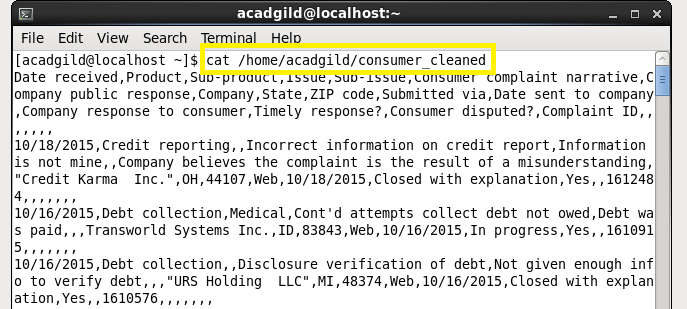 acadgild@localhost:~
File Edit View Search Terminal Help
[acadgild@localhost ~]$ cat /home/acadgild/consumer_cleaned
Date received,Product,Sub-product,Issue,Sub-issue,Consumer complaint narrative,C
ompany public response,Company,State,ZIP code,Submitted via,Date sent to company
,Company response to consumer,Timely response?,Consumer disputed?,Complaint ID,,
,,,,,
10/18/2015,Credit reporting,,Incorrect information on credit report,Information
is not mine,,Company believes the complaint is the result of a misunderstanding,
"Credit Karma  Inc.",OH,44107,Web,10/18/2015,Closed with explanation,Yes,,161248
4,,,,,,,
10/16/2015,Debt collection,Medical,Cont'd attempts collect debt not owed,Debt wa
s paid,,,Transworld Systems Inc.,ID,83843,Web,10/16/2015,In progress,Yes,,161091
5,,,,,,,
10/16/2015,Debt collection,,Disclosure verification of debt,Not given enough inf
o to verify debt,,,"URS Holding  LLC",MI,48374,Web,10/16/2015,Closed with explan
ation,Yes,,1610576,,,,,,,